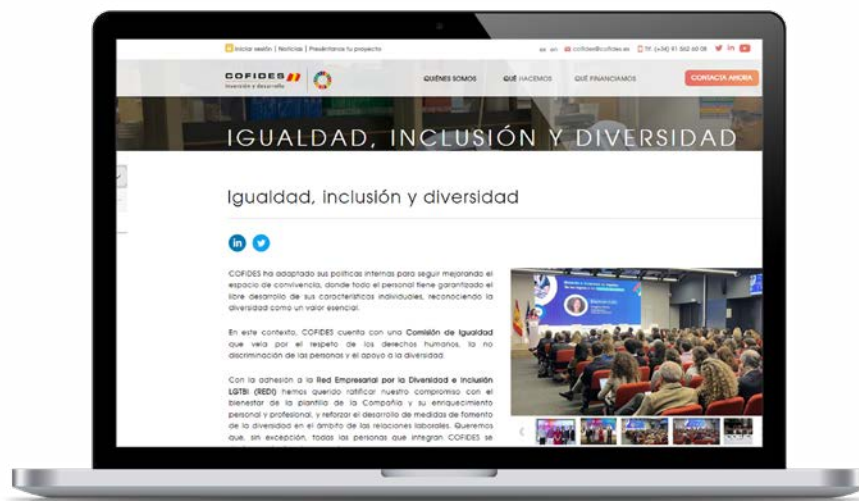 Iniciar sesión | Noticias | Preséntanos tu proyecto
es en cofides@cofides.es Tlf. (+34) 91 562 60 08
COFIDES
Inversión y desarrollo
QUIÉNES SOMOS QUÉ HACEMOS QUÉ FINANCIAMOS CONTACTA AHORA
IGUALDAD, INCLUSIÓN Y DIVERSIDAD
Igualdad, inclusión y diversidad
in
COFIDES ha adaptado sus políticas internas para seguir mejorando el
espacio de convivencia, donde todo el personal tiene garantizado el
libre desarrollo de sus características individuales, reconociendo la
diversidad como un valor esencial.
En este contexto, COFIDES cuenta con una Comisión de Igualdad
que vela por el respeto de los derechos humanos, la no
discriminación de las personas y el apoyo a la diversidad.
Con la adhesión a la Red Empresarial por la Diversidad e Inclusión
LGTBI (REDI) hemos querido ratificar nuestro compromiso con el
bienestar de la plantilla de la Compañía y su enriquecimiento
personal y profesional, y reforzar el desarrollo de medidas de fomento
de la diversidad en el ámbito de las relaciones laborales. Queremos
que, sin excepción, todas las personas que integran COFIDES se